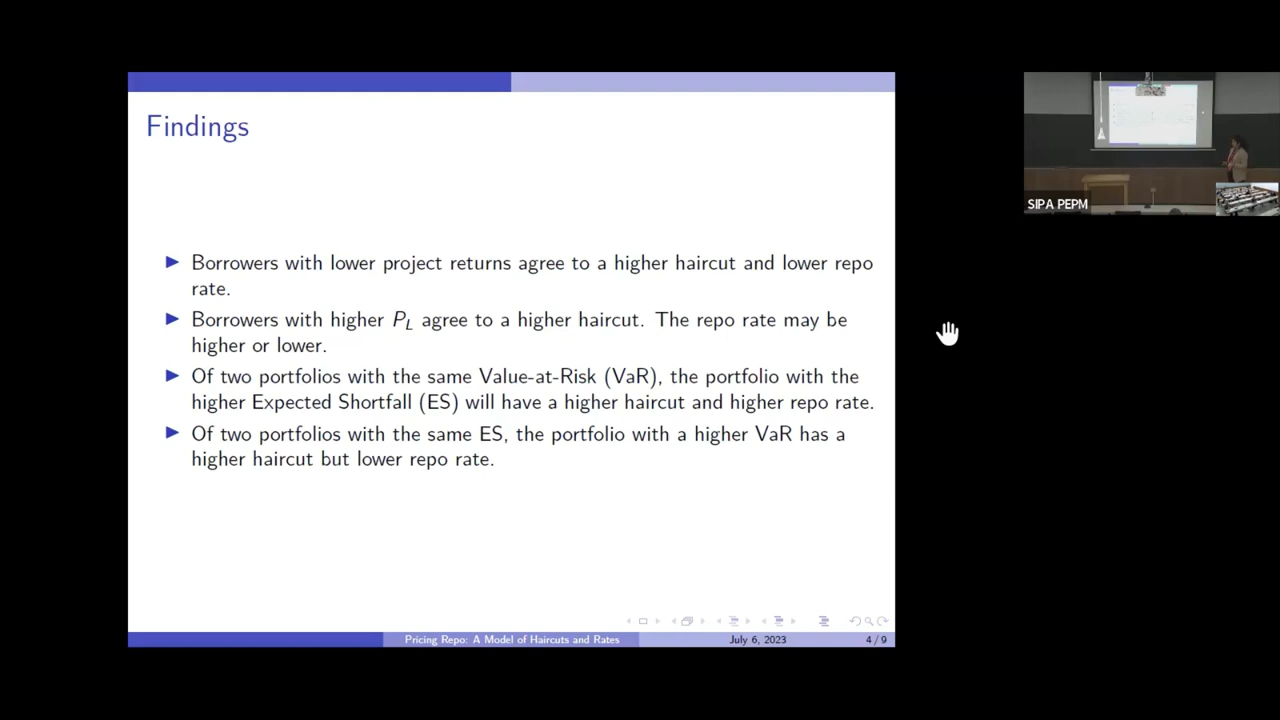 Findings
▶ Borrowers with lower project returns agree to a higher haircut and lower repo
rate.
▶ Borrowers with higher P_L agree to a higher haircut. The repo rate may be
higher or lower.
▶ Of two portfolios with the same Value-at-Risk (VaR), the portfolio with the
higher Expected Shortfall (ES) will have a higher haircut and higher repo rate.
▶ Of two portfolios with the same ES, the portfolio with a higher VaR has a
higher haircut but lower repo rate.
Pricing Repo: A Model of Haircuts and Rates
July 6, 2023
4 / 9
SIPA PEPM